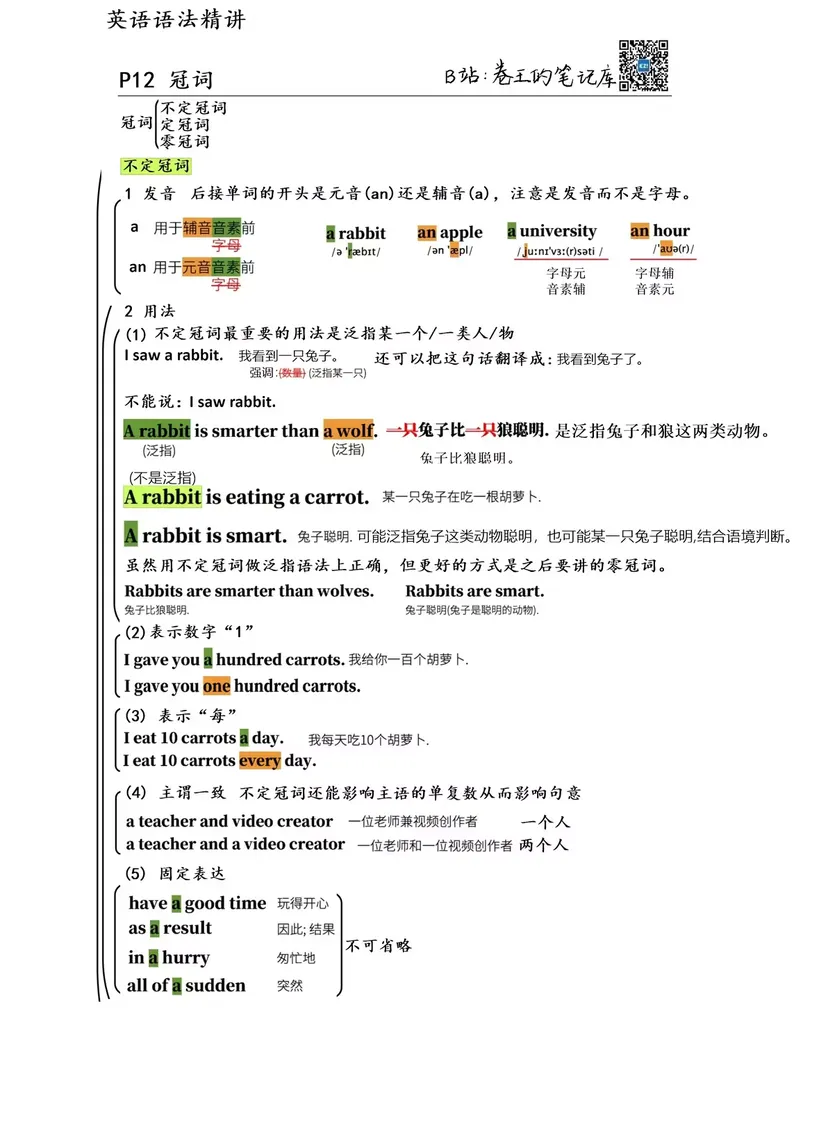 英语语法精讲
P12 冠词
B站:卷王的笔记库
冠词
不定冠词
定冠词
零冠词
不定冠词
1 发音 后接单词的开头是元音(an)还是辅音(a),注意是发音而不是字母。
a 用于辅音音素前
字母
an 用于元音音素前
字母
a rabbit
/ə ˈræbɪt/
an apple
/ən ˈæpl/
a university
/ juːnɪˈvɜː(r)səti /
字母元
音素辅
an hour
/ˈaʊə(r)/
字母辅
音素元
2 用法
(1) 不定冠词最重要的用法是泛指某一个/一类人/物
I saw a rabbit. 我看到一只兔子。 还可以把这句话翻译成:我看到兔子了。
强调:(数量) (泛指某一只)
不能说: I saw rabbit.
A rabbit is smarter than a wolf. 一只兔子比一只狼聪明. 是泛指兔子和狼这两类动物。
(泛指) (泛指) 兔子比狼聪明。
(不是泛指)
A rabbit is eating a carrot. 某一只兔子在吃一根胡萝卜.
A rabbit is smart. 兔子聪明. 可能泛指兔子这类动物聪明，也可能某一只兔子聪明,结合语境判断。
虽然用不定冠词做泛指语法上正确，但更好的方式是之后要讲的零冠词。
Rabbits are smarter than wolves. Rabbits are smart.
兔子比狼聪明. 兔子聪明(兔子是聪明的动物).
(2)表示数字“1”
I gave you a hundred carrots. 我给你一百个胡萝卜.
I gave you one hundred carrots.
(3) 表示“每”
I eat 10 carrots a day. 我每天吃10个胡萝卜.
I eat 10 carrots every day.
(4) 主谓一致 不定冠词还能影响主语的单复数从而影响句意
a teacher and video creator 一位老师兼视频创作者 一个人
a teacher and a video creator 一位老师和一位视频创作者 两个人
(5) 固定表达
have a good time 玩得开心
as a result 因此; 结果
in a hurry 匆忙地
all of a sudden 突然
不可省略